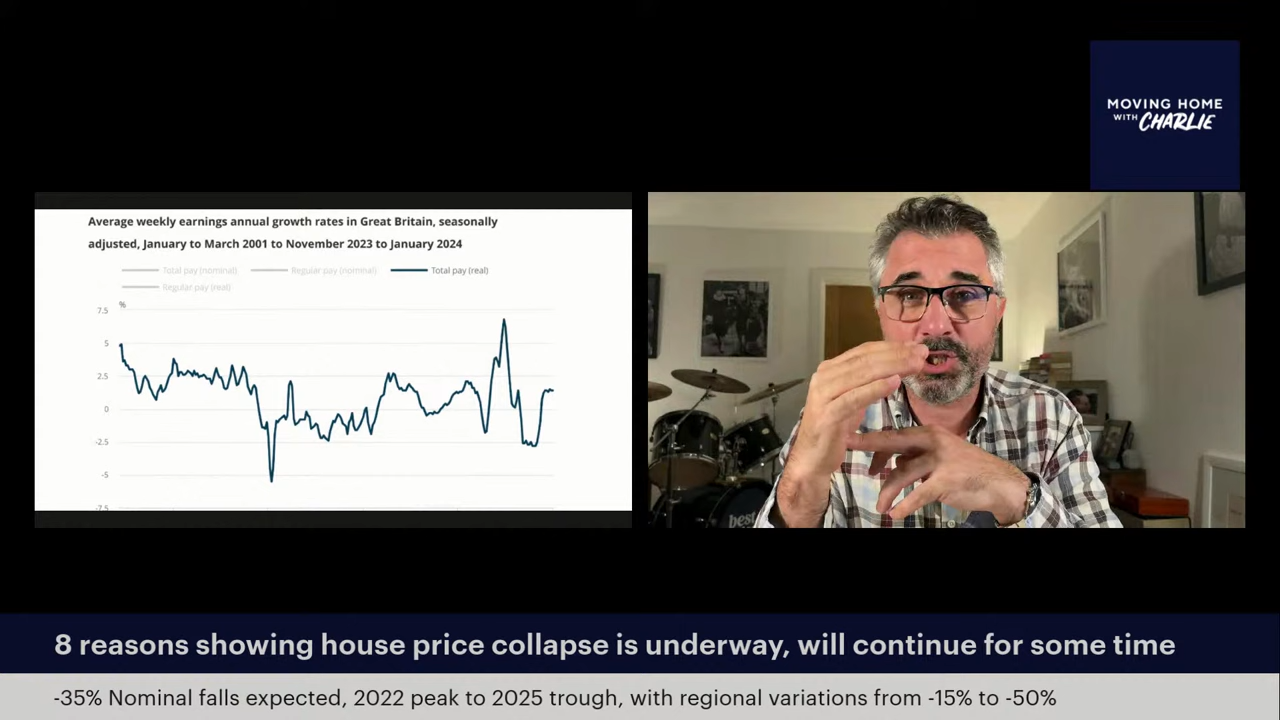 MOVING HOME
WITH CHARLIE
Average weekly earnings annual growth rates in Great Britain, seasonally
adjusted, January to March 2001 to November 2023 to January 2024
Total pay (nominal) Regular pay (nominal) Total pay (real)
Regular pay (real)
%
7.5
5
2.5
0
-2.5
-5
-7.5
best
8 reasons showing house price collapse is underway, will continue for some time
-35% Nominal falls expected, 2022 peak to 2025 trough, with regional variations from -15% to -50%